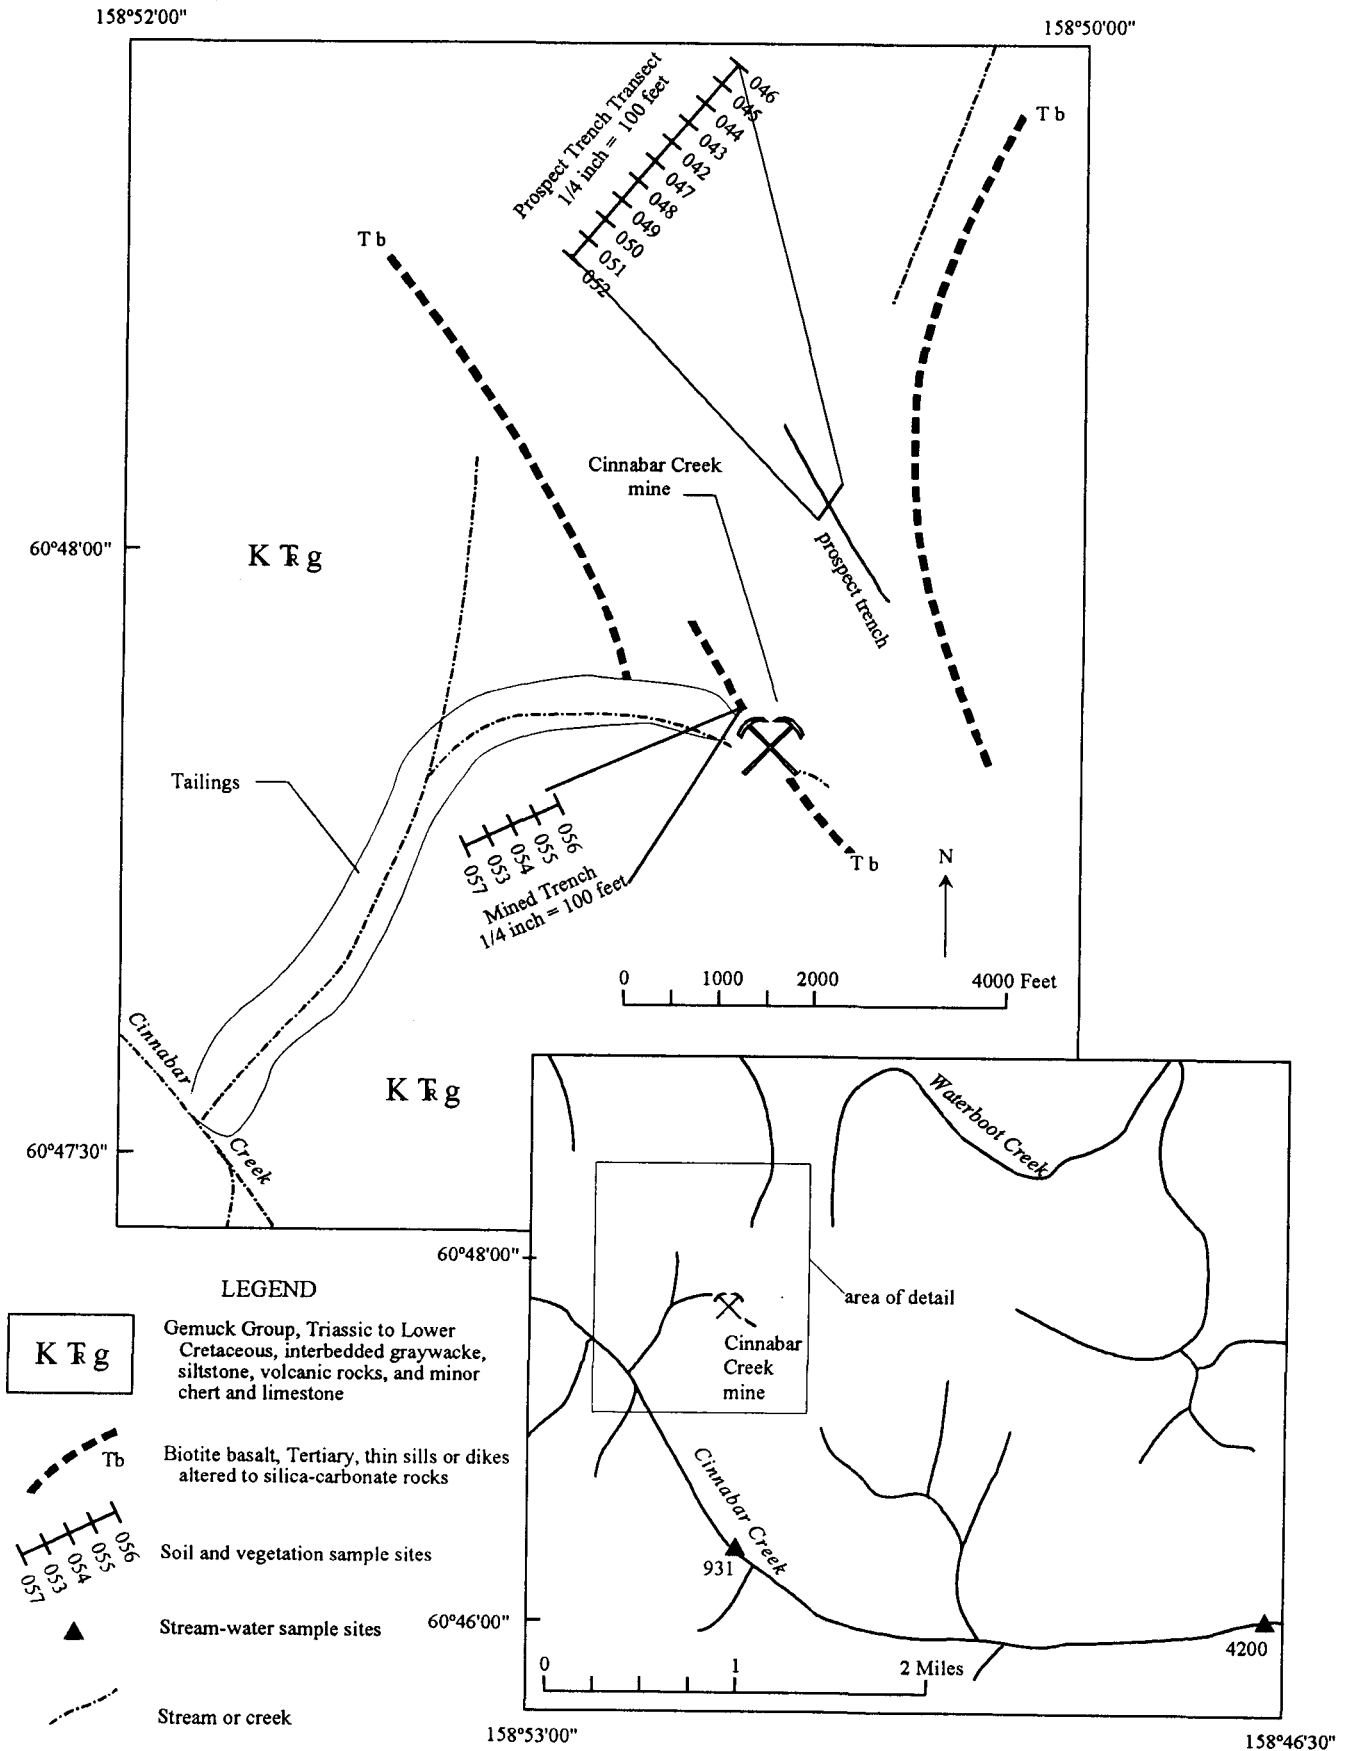 158°52'00"
158°50'00"
Prospect Trench Transect
1/4 inch = 100 feet
046
045
044
043
042
047
048
049
050
051
052
Tb
Tb
Cinnabar Creek
mine
60°48'00"
K TR g
prospect trench
Tailings
056
055
054
053
057
Mined Trench
1/4 inch = 100 feet
Tb
N
0 1000 2000 4000 Feet
Cinnabar
Creek
K TR g
60°47'30"
Waterboot Creek
60°48'00"
area of detail
Cinnabar
Creek
mine
Cinnabar Creek
931
60°46'00"
4200
0 1 2 Miles
158°53'00"
158°46'30"
LEGEND
K TR g
Gemuck Group, Triassic to Lower
Cretaceous, interbedded graywacke,
siltstone, volcanic rocks, and minor
chert and limestone
Tb
Biotite basalt, Tertiary, thin sills or dikes
altered to silica-carbonate rocks
056
055
054
053
057
Soil and vegetation sample sites
Stream-water sample sites
Stream or creek